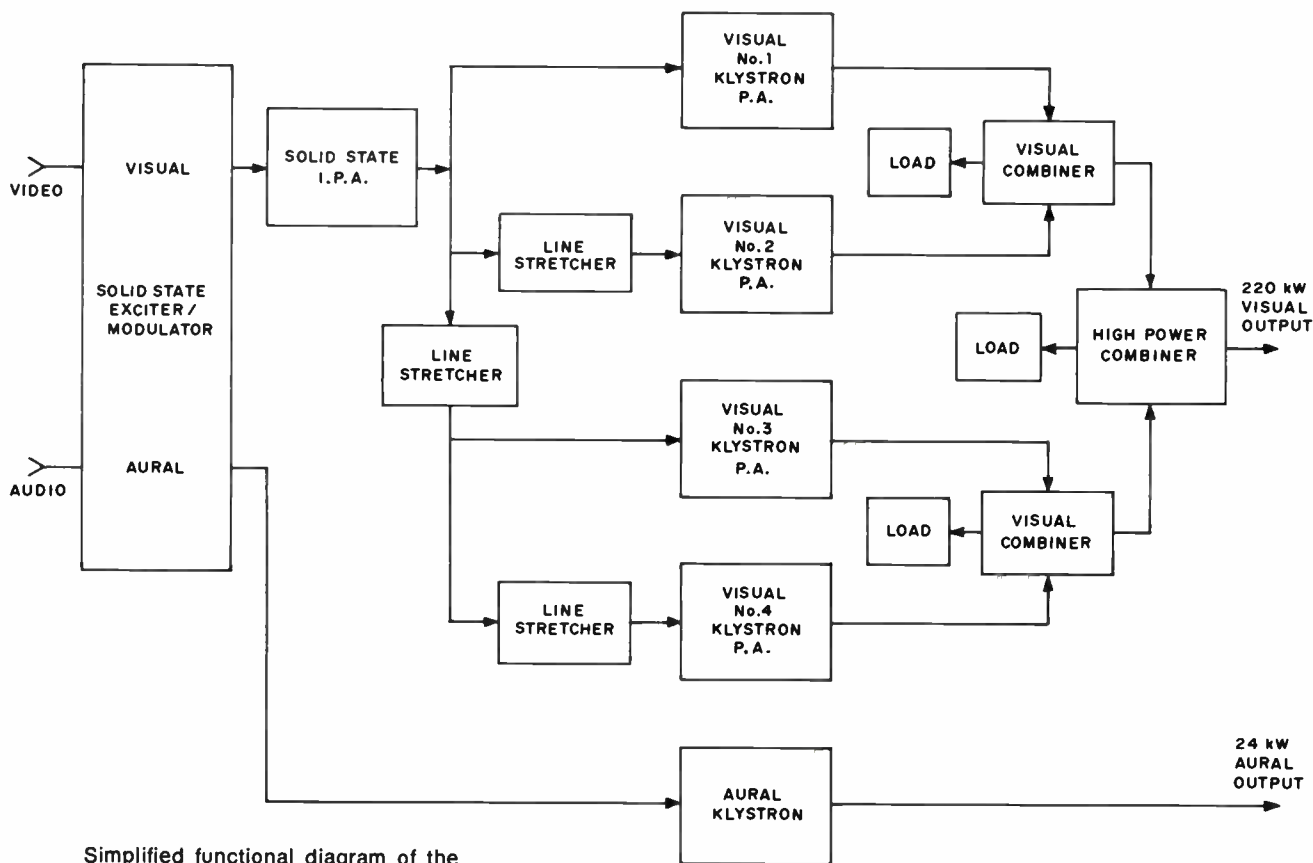 VIDEO
AUDIO
VISUAL
SOLID STATE
EXCITER/
MODULATOR
AURAL
SOLID STATE
I.P.A.
LINE
STRETCHER
LINE
STRETCHER
LINE
STRETCHER
VISUAL
No.1
KLYSTRON
P.A.
VISUAL
No.2
KLYSTRON
P.A.
VISUAL
No.3
KLYSTRON
P.A.
VISUAL
No.4
KLYSTRON
P.A.
AURAL
KLYSTRON
LOAD
VISUAL
COMBINER
LOAD
HIGH POWER
COMBINER
LOAD
VISUAL
COMBINER
220 kW
VISUAL
OUTPUT
24 kW
AURAL
OUTPUT
Simplified functional diagram of the